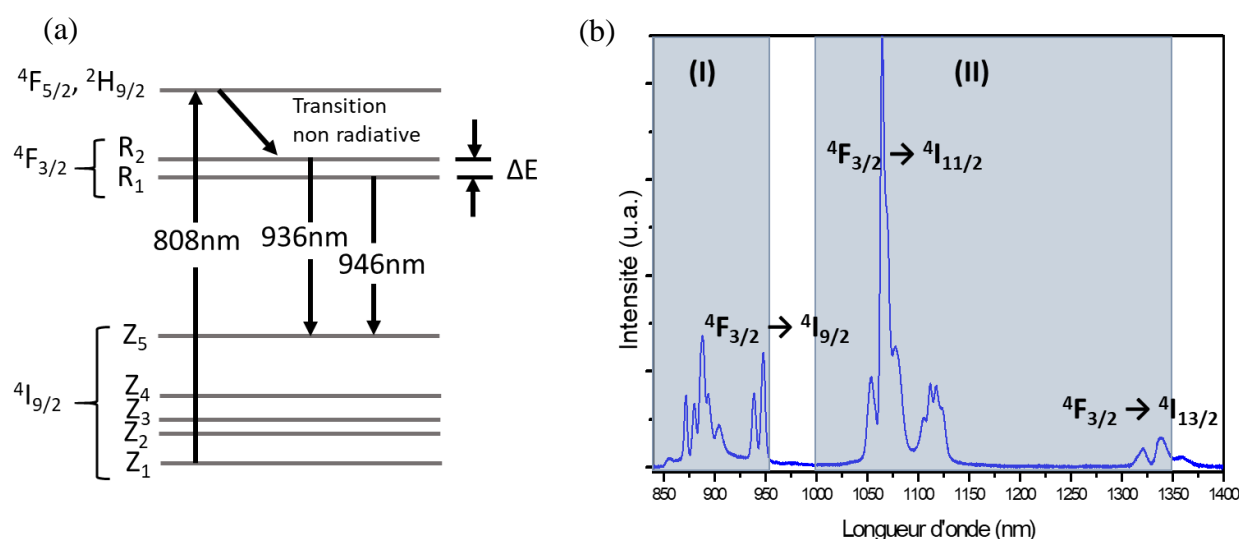 (a)
⁴F₅/₂, ²H₉/₂
Transition
non radiative
⁴F₃/₂
R₂
R₁
ΔE
808nm
936nm
946nm
⁴I₉/₂
Z₅
Z₄
Z₃
Z₂
Z₁
(b)
(I)
(II)
⁴F₃/₂ → ⁴I₁₁/₂
⁴F₃/₂ → ⁴I₉/₂
⁴F₃/₂ → ⁴I₁₃/₂
Intensité (u.a.)
850 900 950 1000 1050 1100 1150 1200 1250 1300 1350 1400
Longueur d'onde (nm)